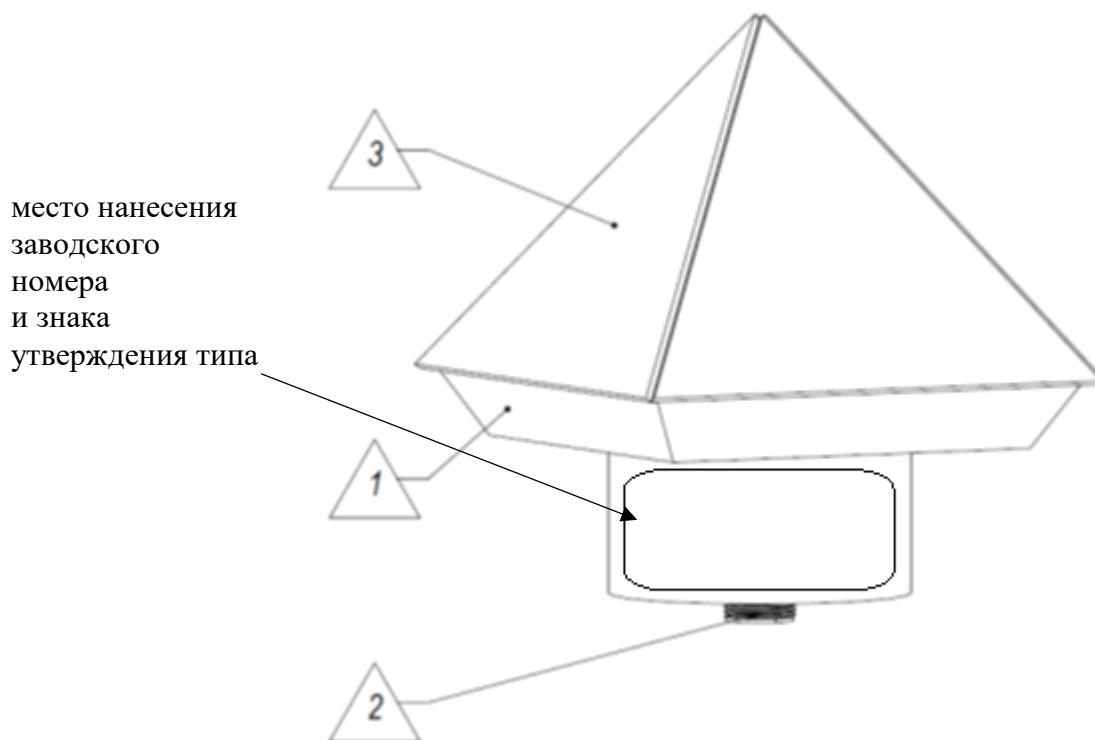 3
место нанесения
заводского
номера
и знака
утверждения типа
1
2